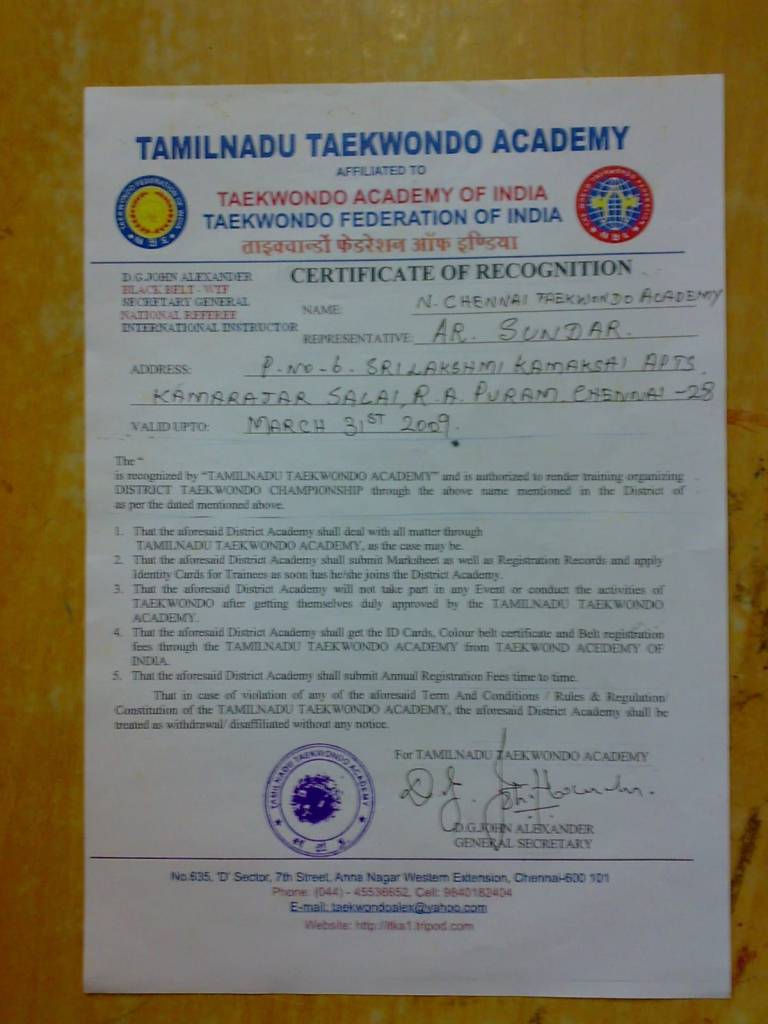 TAMILNADU TAEKWONDO ACADEMY
AFFILIATED TO
TAEKWONDO ACADEMY OF INDIA
TAEKWONDO FEDERATION OF INDIA
ताइक्वान्डों फेडरेशन ऑफ इण्डिया
D.G.JOHN ALEXANDER
BLACK BELT - WTF
SECRETARY GENERAL
NATIONAL REFEREE
INTERNATIONAL INSTRUCTOR
CERTIFICATE OF RECOGNITION
NAME: N. CHENNAI TAEKWONDO ACADEMY
REPRESENTATIVE: AR. SUNDAR.
ADDRESS: P.NO-6. SRI LAKSHMI KAMAKSAI APTS.
KAMARAJAR SALAI, R.A. PURAM, CHENNAI -28
VALID UPTO: MARCH 31ST 2009.
The "
is recognized by "TAMILNADU TAEKWONDO ACADEMY" and is authorized to render training organizing
DISTRICT TAEKWONDO CHAMPIONSHIP through the above name mentioned in the District of
as per the dated mentioned above.
1. That the aforesaid District Academy shall deal with all matter through
TAMILNADU TAEKWONDO ACADEMY, as the case may be.
2. That the aforesaid District Academy shall submit Marksheet as well as Registration Records and apply
Identity Cards for Trainees as soon has he/she joins the District Academy.
3. That the aforesaid District Academy will not take part in any Event or conduct the activities of
TAEKWONDO after getting themselves duly approved by the TAMILNADU TAEKWONDO
ACADEMY.
4. That the aforesaid District Academy shall get the ID Cards, Colour belt certificate and Belt registration
fees through the TAMILNADU TAEKWONDO ACADEMY from TAEKWOND ACEDEMY OF
INDIA.
5. That the aforesaid District Academy shall submit Annual Registration Fees time to time.
That in case of violation of any of the aforesaid Term And Conditions / Rules & Regulation/
Constitution of the TAMILNADU TAEKWONDO ACADEMY, the aforesaid District Academy shall be
treated as withdrawal/ disaffiliated without any notice.
TAMILNADU TAEKWONDO ACADEMY
For TAMILNADU TAEKWONDO ACADEMY
D.G.JOHN ALEXANDER
GENERAL SECRETARY
No.635, 'D' Sector, 7th Street, Anna Nagar Western Extension, Chennai-600 101
Phone: (044) - 45536652, Cell: 9840182404
E-mail: taekwondoalex@yahoo.com
Website: http://ttka1.tripod.com